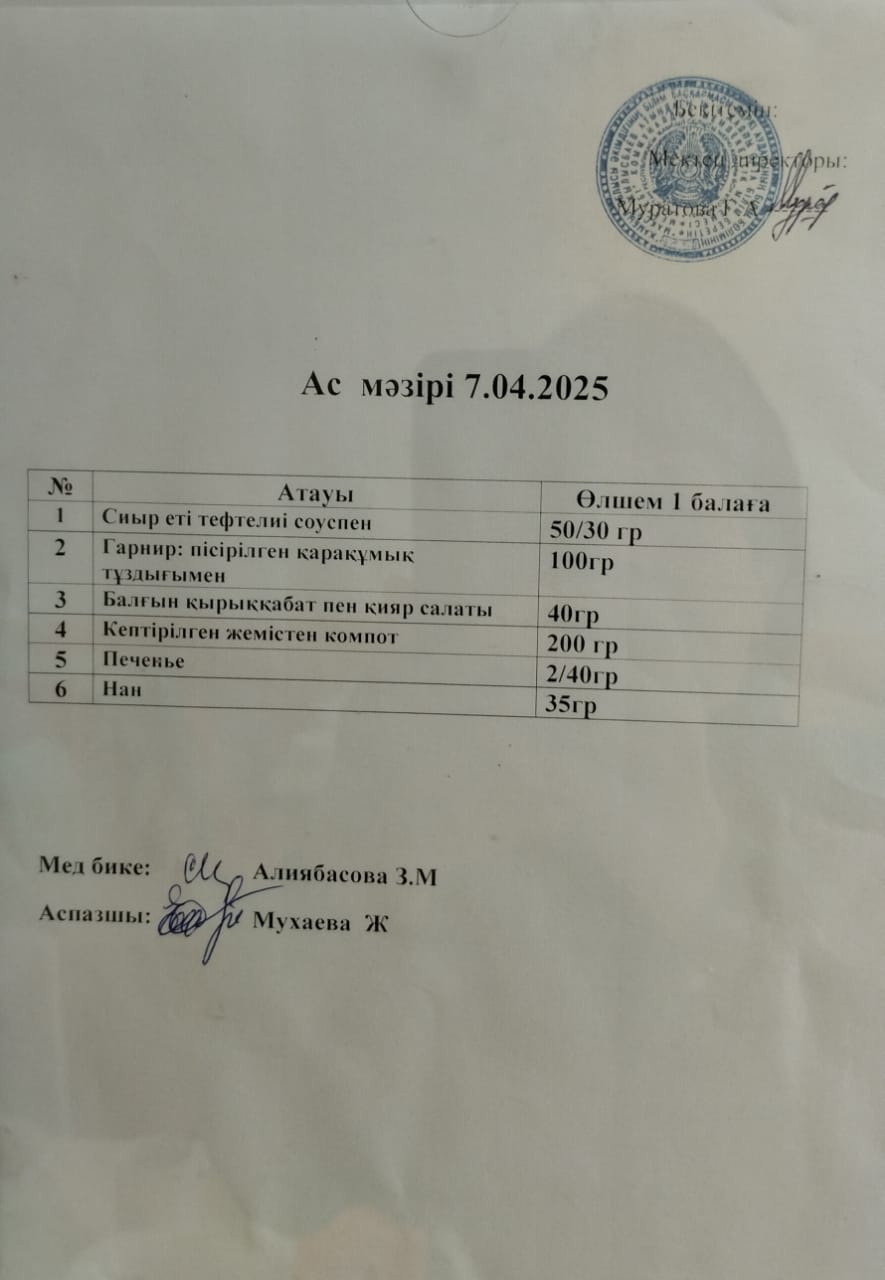 Бекітемін:
Мектеп директоры:
Муратова Г.А
Ас мәзірі 7.04.2025
№ Атауы Өлшем 1 балаға
1 Сиыр еті тефтелиі соуспен 50/30 гр
2 Гарнир: пісірілген қарақұмық 100гр
тұздығымен
3 Балғын қырыққабат пен қияр салаты 40гр
4 Кептірілген жемістен компот 200 гр
5 Печенье 2/40гр
6 Нан 35гр
Мед бике: Алиябасова З.М
Аспазшы: Мухаева Ж